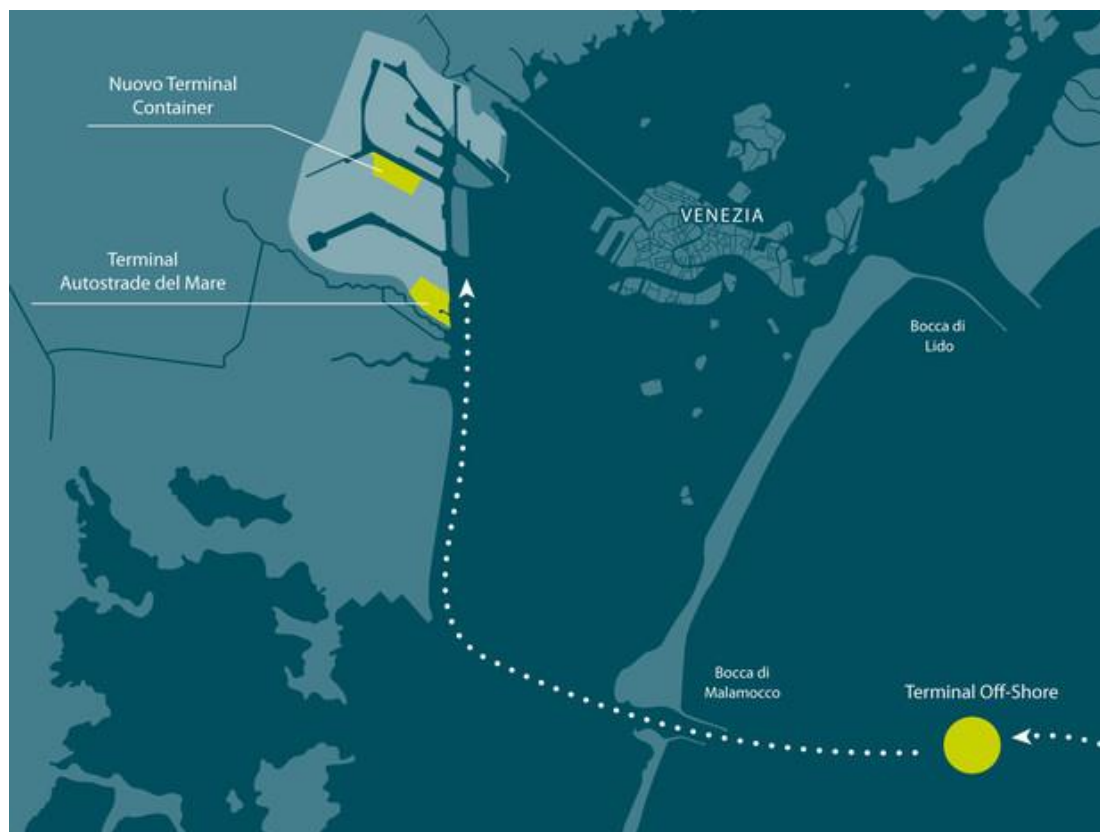 Nuovo Terminal
Container
Terminal
Autostrade del Mare
VENEZIA
Bocca di
Lido
Bocca di
Malamocco
Terminal Off-Shore